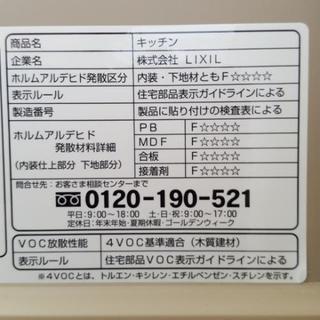 商品名 キッチン
企業名 株式会社 LIXIL
ホルムアルデヒド発散区分 内装・下地材ともF☆☆☆☆
表示ルール 住宅部品表示ガイドラインによる
製造番号 製品に貼り付けの検査表による
ホルムアルデヒド
発散材料詳細
(内装仕上部分 下地部分)
PB F☆☆☆☆
MDF F☆☆☆☆
合板 F☆☆☆☆
接着剤 F☆☆☆☆
問合せ先:お客さま相談センターまで
0120-190-521
平日:9:00〜18:00 土・日・祝:9:00〜17:00
定休日:年末年始・夏期休暇・ゴールデンウィーク
VOC放散性能 4VOC基準適合(木質建材)
表示ルール 住宅部品VOC表示ガイドラインによる
※4VOCとは、トルエン・キシレン・エチルベンゼン・スチレンを示す。